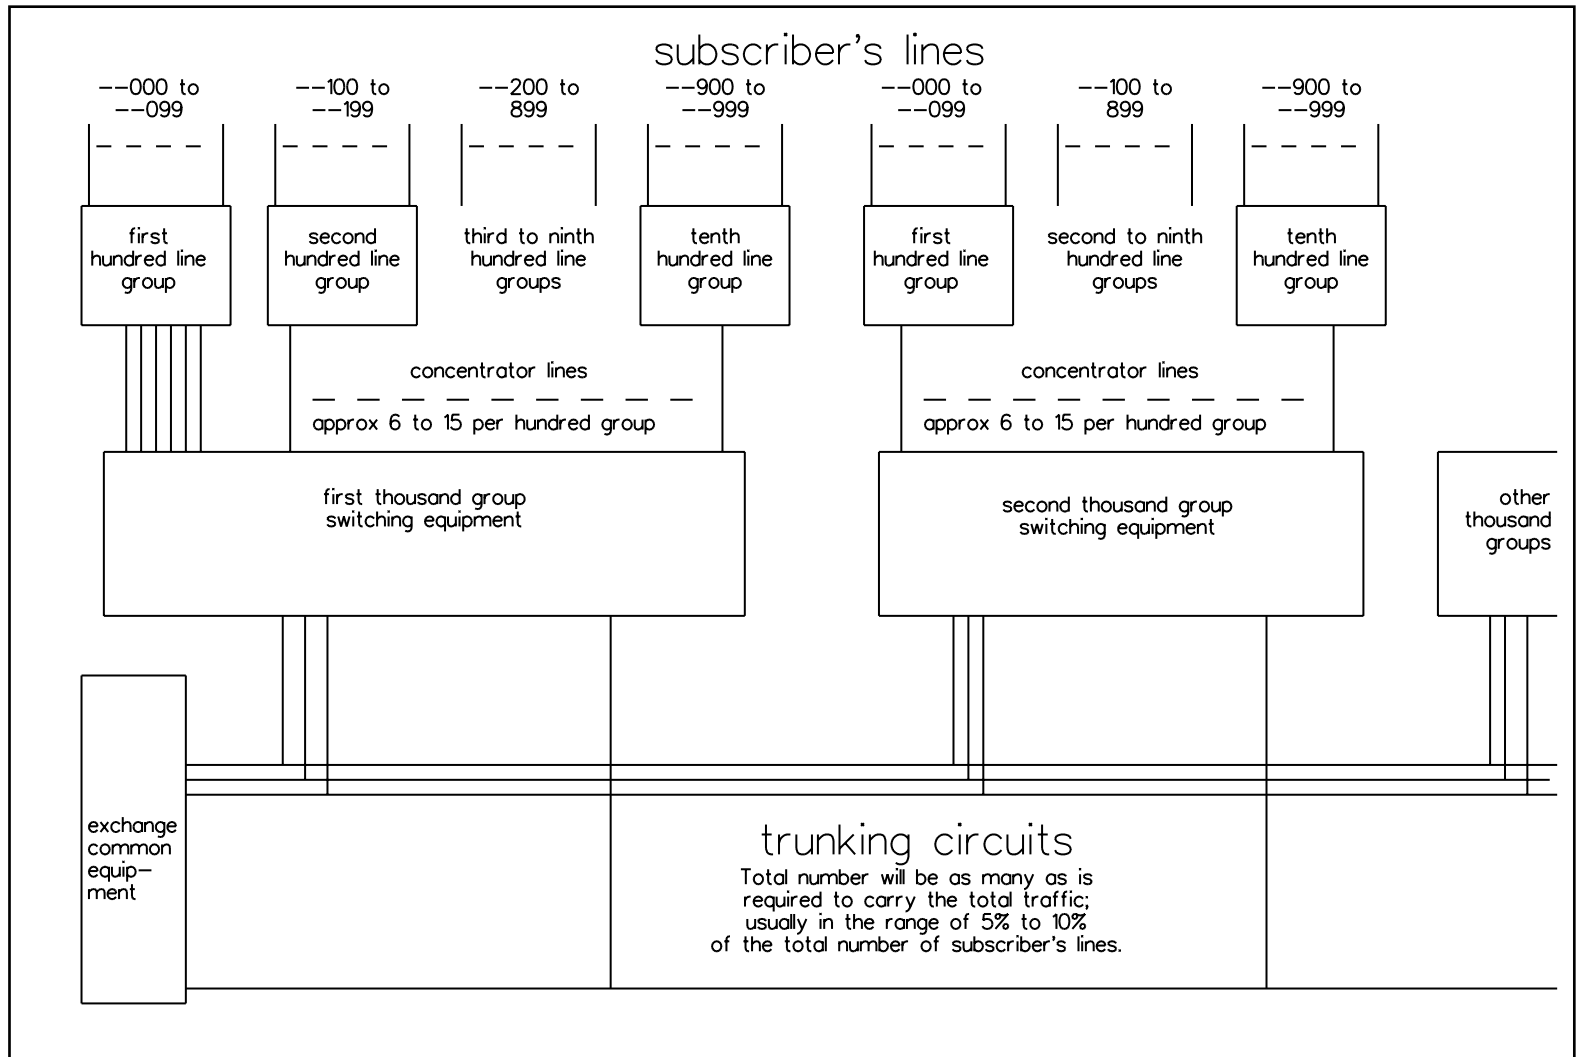 subscriber's lines
--000 to
--099
--100 to
--199
--200 to
899
--900 to
--999
--000 to
--099
--100 to
899
--900 to
--999
first
hundred line
group
second
hundred line
group
third to ninth
hundred line
groups
tenth
hundred line
group
first
hundred line
group
second to ninth
hundred line
groups
tenth
hundred line
group
concentrator lines
approx 6 to 15 per hundred group
concentrator lines
approx 6 to 15 per hundred group
first thousand group
switching equipment
second thousand group
switching equipment
other
thousand
groups
exchange
common
equip-
ment
trunking circuits
Total number will be as many as is
required to carry the total traffic;
usually in the range of 5% to 10%
of the total number of subscriber's lines.